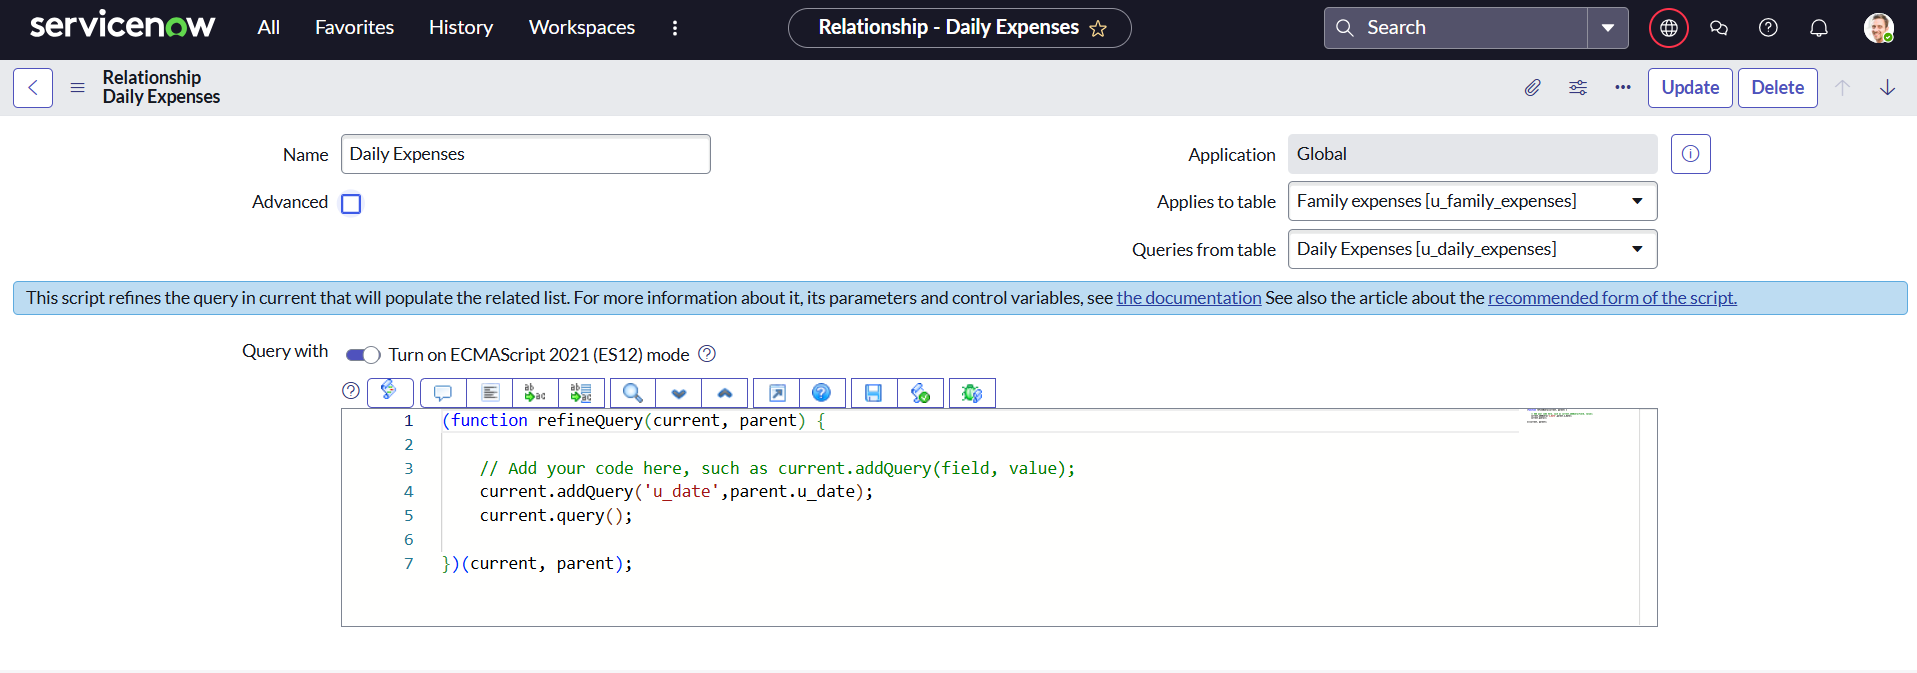 servicenow All Favorites History Workspaces Relationship - Daily Expenses Search
Relationship
Daily Expenses
Update Delete
Name Daily Expenses
Application Global
Advanced
Applies to table Family expenses [u_family_expenses]
Queries from table Daily Expenses [u_daily_expenses]
This script refines the query in current that will populate the related list. For more information about it, its parameters and control variables, see the documentation See also the article about the recommended form of the script.
Query with Turn on ECMAScript 2021 (ES12) mode
1 (function refineQuery(current, parent) {
2
3 // Add your code here, such as current.addQuery(field, value);
4 current.addQuery('u_date',parent.u_date);
5 current.query();
6
7 })(current, parent);